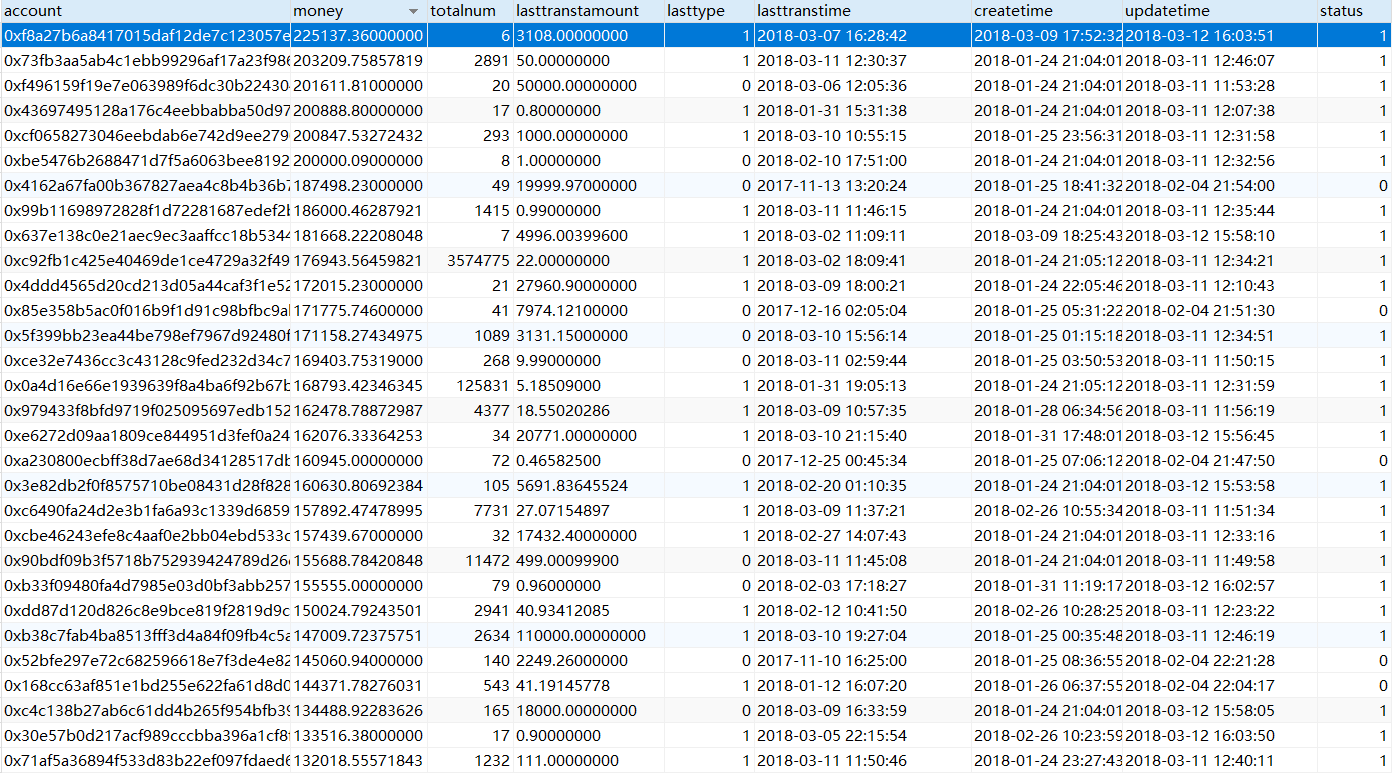 account money totalnum lasttranstamount lasttype lasttranstime createtime updatetime status
0xf8a27b6a8417015daf12de7c123057e 225137.36000000 6 3108.00000000 1 2018-03-07 16:28:42 2018-03-09 17:52:32 2018-03-12 16:03:51 1
0x73fb3aa5ab4c1ebb99296af17a23f986 203209.75857819 2891 50.00000000 1 2018-03-11 12:30:37 2018-01-24 21:04:01 2018-03-11 12:46:07 1
0xf496159f19e7e063989f6dc30b22430 201611.81000000 20 50000.00000000 0 2018-03-06 12:05:36 2018-01-24 21:04:01 2018-03-11 11:53:28 1
0x43697495128a176c4eebbabba50d97 200888.80000000 17 0.80000000 1 2018-01-31 15:31:38 2018-01-24 21:04:01 2018-03-11 12:07:38 1
0xcf0658273046eebdab6e742d9ee279 200847.53272432 293 1000.00000000 1 2018-03-10 10:55:15 2018-01-25 23:56:31 2018-03-11 12:31:58 1
0xbe5476b2688471d7f5a6063bee8192 200000.09000000 8 1.00000000 0 2018-02-10 17:51:00 2018-01-24 21:04:01 2018-03-11 12:32:56 1
0x4162a67fa00b367827aea4c8b4b36b7 187498.23000000 49 19999.97000000 0 2017-11-13 13:20:24 2018-01-25 18:41:32 2018-02-04 21:54:00 0
0x99b11698972828f1d72281687edef2b 186000.46287921 1415 0.99000000 1 2018-03-11 11:46:15 2018-01-24 21:04:01 2018-03-11 12:35:44 1
0x637e138c0e21aec9ec3aaffcc18b5344 181668.22208048 7 4996.00399600 1 2018-03-02 11:09:11 2018-03-09 18:25:43 2018-03-12 15:58:10 1
0xc92fb1c425e40469de1ce4729a32f49 176943.56459821 3574775 22.00000000 1 2018-03-02 18:09:41 2018-01-24 21:05:12 2018-03-11 12:34:21 1
0x4ddd4565d20cd213d05a44caf3f1e52 172015.23000000 21 27960.90000000 1 2018-03-09 18:00:21 2018-01-24 22:05:46 2018-03-11 12:10:43 1
0x85e358b5ac0f016b9f1d91c98bfbc9a 171775.74600000 41 7974.12100000 0 2017-12-16 02:05:04 2018-01-25 05:31:22 2018-02-04 21:51:30 0
0x5f399bb23ea44be798ef7967d92480f 171158.27434975 1089 3131.15000000 0 2018-03-10 15:56:14 2018-01-25 01:15:18 2018-03-11 12:34:51 1
0xce32e7436cc3c43128c9fed232d34c7 169403.75319000 268 9.99000000 0 2018-03-11 02:59:44 2018-01-25 03:50:53 2018-03-11 11:50:15 1
0x0a4d16e66e1939639f8a4ba6f92b67b 168793.42346345 125831 5.18509000 1 2018-01-31 19:05:13 2018-01-24 21:05:12 2018-03-11 12:31:59 1
0x979433f8bfd9719f025095697edb152 162478.78872987 4377 18.55020286 1 2018-03-09 10:57:35 2018-01-28 06:34:56 2018-03-11 11:56:19 1
0xe6272d09aa1809ce844951d3fef0a24 162076.33364253 34 20771.00000000 1 2018-03-10 21:15:40 2018-01-31 17:48:01 2018-03-12 15:56:45 1
0xa230800ecbff38d7ae68d34128517db 160945.00000000 72 0.46582500 0 2017-12-25 00:45:34 2018-01-25 07:06:12 2018-02-04 21:47:50 0
0x3e82db2f0f8575710be08431d28f828 160630.80692384 105 5691.83645524 1 2018-02-20 01:10:35 2018-01-24 21:04:01 2018-03-12 15:53:58 1
0xc6490fa24d2e3b1fa6a93c1339d6859 157892.47478995 7731 27.07154897 1 2018-03-09 11:37:21 2018-02-26 10:55:34 2018-03-11 11:51:34 1
0xcbe46243efe8c4aaf0e2bb04ebd533c 157439.67000000 32 17432.40000000 1 2018-02-27 14:07:43 2018-01-24 21:04:01 2018-03-11 12:33:16 1
0x90bdf09b3f5718b752939424789d26 155688.78420848 11472 499.00099900 0 2018-03-11 11:45:08 2018-01-24 21:04:01 2018-03-11 11:49:58 1
0xb33f09480fa4d7985e03d0bf3abb257 155555.00000000 79 0.96000000 0 2018-02-03 17:18:27 2018-01-31 11:19:17 2018-03-12 16:02:57 1
0xdd87d120d826c8e9bce819f2819d9c 150024.79243501 2941 40.93412085 1 2018-02-12 10:41:50 2018-02-26 10:28:25 2018-03-11 12:23:22 1
0xb38c7fab4ba8513fff3d4a84f09fb4c5a 147009.72375751 2634 110000.00000000 1 2018-03-10 19:27:04 2018-01-25 00:35:48 2018-03-11 12:46:19 1
0x52bfe297e72c682596618e7f3de4e82 145060.94000000 140 2249.26000000 0 2017-11-10 16:25:00 2018-01-25 08:36:55 2018-02-04 22:21:28 0
0x168cc63af851e1bd255e622fa61d8d0 144371.78276031 543 41.19145778 1 2018-01-12 16:07:20 2018-01-26 06:37:55 2018-02-04 22:04:17 0
0xc4c138b27ab6c61dd4b265f954bfb39 134488.92283626 165 18000.00000000 0 2018-03-09 16:33:59 2018-01-24 21:04:01 2018-03-12 15:58:05 1
0x30e57b0d217acf989cccbba396a1cf8 133516.38000000 17 0.90000000 1 2018-03-05 22:15:54 2018-02-26 10:23:59 2018-03-12 16:03:50 1
0x71af5a36894f533d83b22ef097fdaed6 132018.55571843 1232 111.00000000 1 2018-03-11 11:50:46 2018-01-24 23:27:43 2018-03-11 12:40:11 1